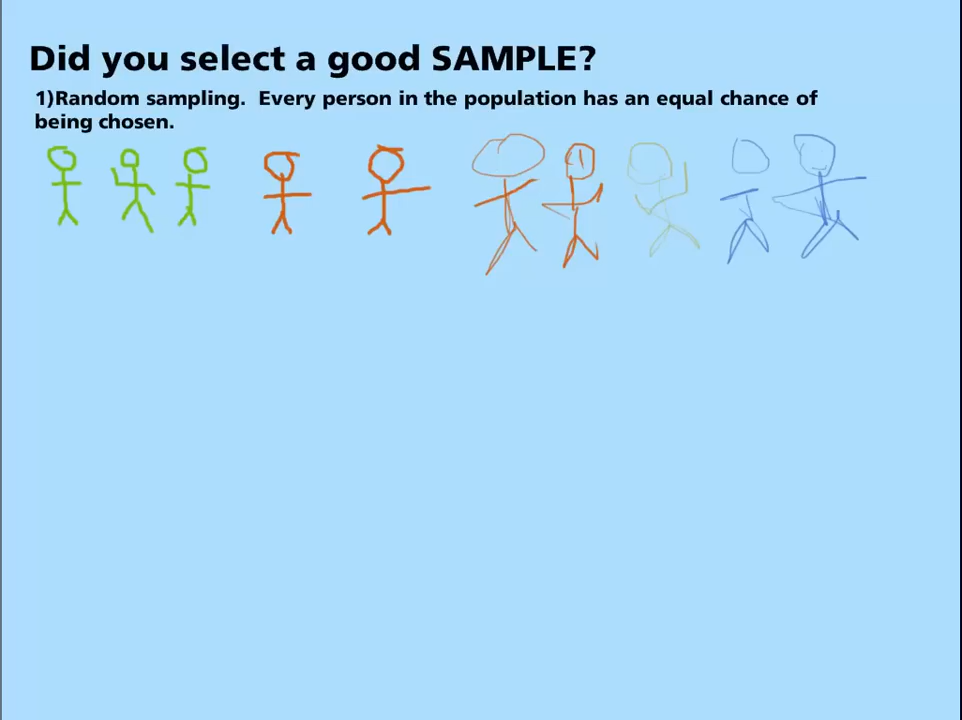 Did you select a good SAMPLE?
1)Random sampling.  Every person in the population has an equal chance of
being chosen.